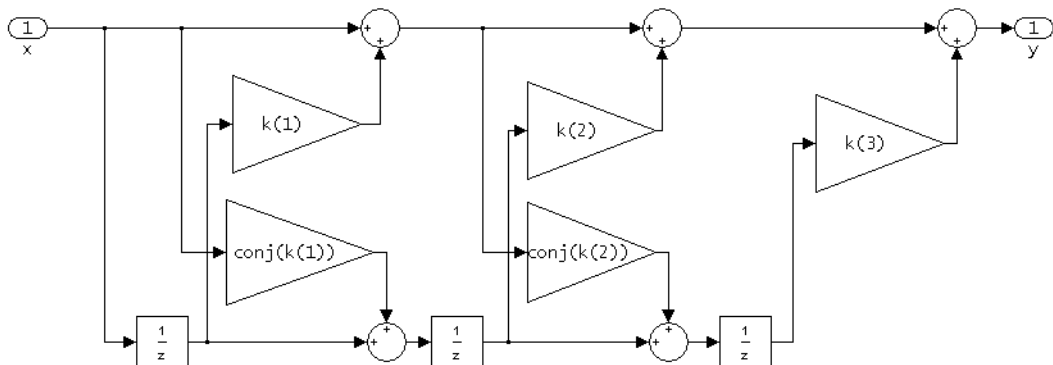 1
x
+
+
+
+
+
+
1
y
k(1)
k(2)
k(3)
conj(k(1))
conj(k(2))
1
z
+
+
1
z
+
+
1
z